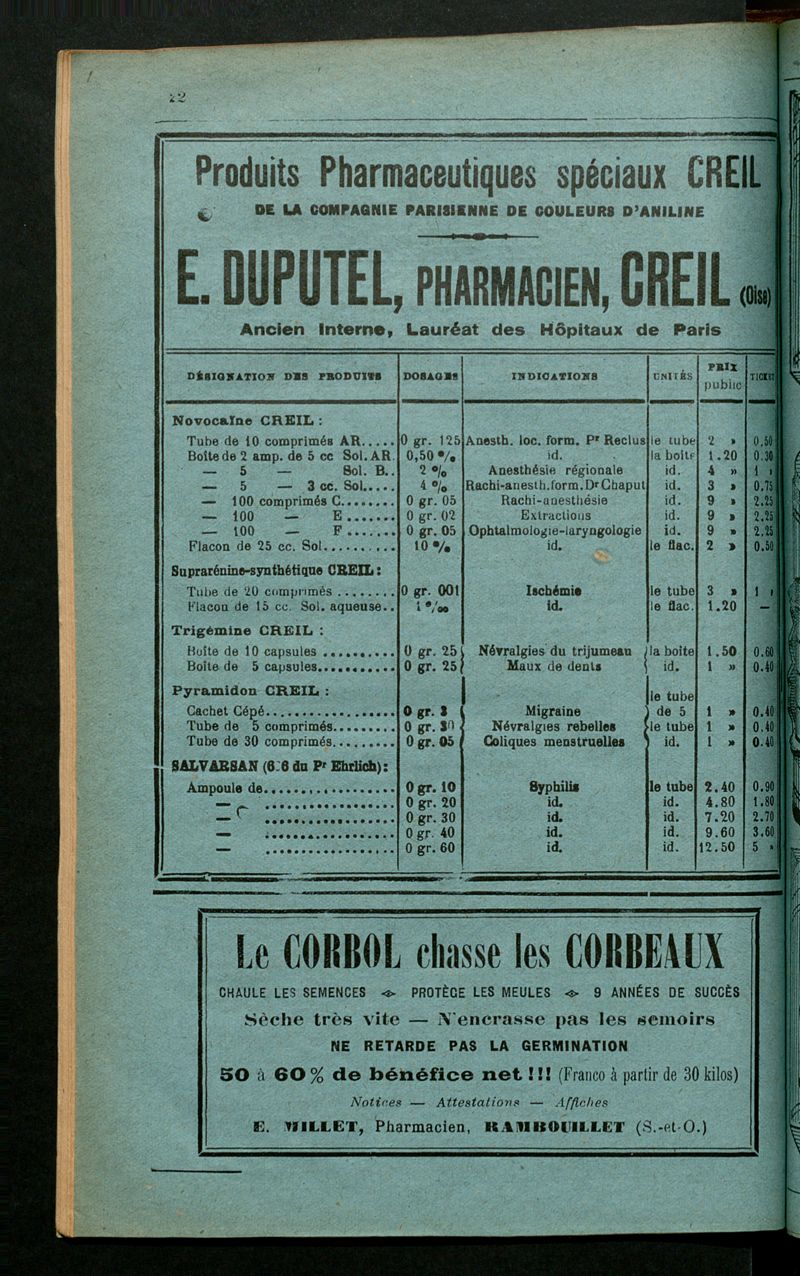 22
Produits Pharmaceutiques spéciaux CREIL
DE LA COMPAGNIE PARISIENNE DE COULEURS D'ANILINE
E. DUPUTEL, PHARMACIEN, CREIL (Oise)
Ancien Interne, Lauréat des Hôpitaux de Paris
DÉSIGNATION DES PRODUITS DOSAGES INDICATIONS UNITÉS PRIX public TICKET
Novocaïne CREIL :
Tube de 10 comprimés AR..... 0 gr. 125 Anesth. loc. form. Pr Reclus le tube 2 » 0.50
Boîte de 2 amp. de 5 cc Sol. AR. 0,50 % id. la boîte 1.20 0.30
— 5 — Sol. B.. 2 % Anesthésie régionale id. 4 » 1 »
— 5 — 3 cc. Sol..... 4 % Rachi-anesth. form. Dr Chaput id. 3 » 0.75
— 100 comprimés C........ 0 gr. 05 Rachi-anesthésie id. 9 » 2.25
— 100 — E....... 0 gr. 02 Extractions id. 9 » 2.25
— 100 — F....... 0 gr. 05 Ophtalmologie-laryngologie id. 9 » 2.25
Flacon de 25 cc. Sol.......... 10 % id. le flac. 2 » 0.50
Suprarénine-synthétique CREIL :
Tube de 20 comprimés ........ 0 gr. 001 Ischémie le tube 3 » 1 »
Flacon de 15 cc. Sol. aqueuse.. 1 °/oo id. le flac. 1.20 —
Trigémine CREIL :
Boîte de 10 capsules .......... 0 gr. 25 Névralgies du trijumeau la boîte 1.50 0.60
Boîte de 5 capsules........... 0 gr. 25 Maux de dents id. 1 » 0.40
Pyramidon CREIL :
le tube
Cachet Cépé.................. 0 gr. 3 Migraine de 5 1 » 0.40
Tube de 5 comprimés......... 0 gr. 30 Névralgies rebelles le tube 1 » 0.40
Tube de 30 comprimés......... 0 gr. 05 Coliques menstruelles id. 1 » 0.40
SALVARSAN (6.6 du Pr Ehrlich) :
Ampoule de.................. 0 gr. 10 Syphilis le tube 2.40 0.90
— .................. 0 gr. 20 id. id. 4.80 1.80
— .................. 0 gr. 30 id. id. 7.20 2.70
— .................. 0 gr. 40 id. id. 9.60 3.60
— .................. 0 gr. 60 id. id. 12.50 5 »
Le CORBOL chasse les CORBEAUX
CHAULE LES SEMENCES PROTÈGE LES MEULES 9 ANNÉES DE SUCCÈS
Sèche très vite — N'encrasse pas les semoirs
NE RETARDE PAS LA GERMINATION
50 à 60 % de bénéfice net !!! (Franco à partir de 30 kilos)
Notices — Attestations — Affiches
E. MILLET, Pharmacien, RAMBOUILLET (S.-et-O.)